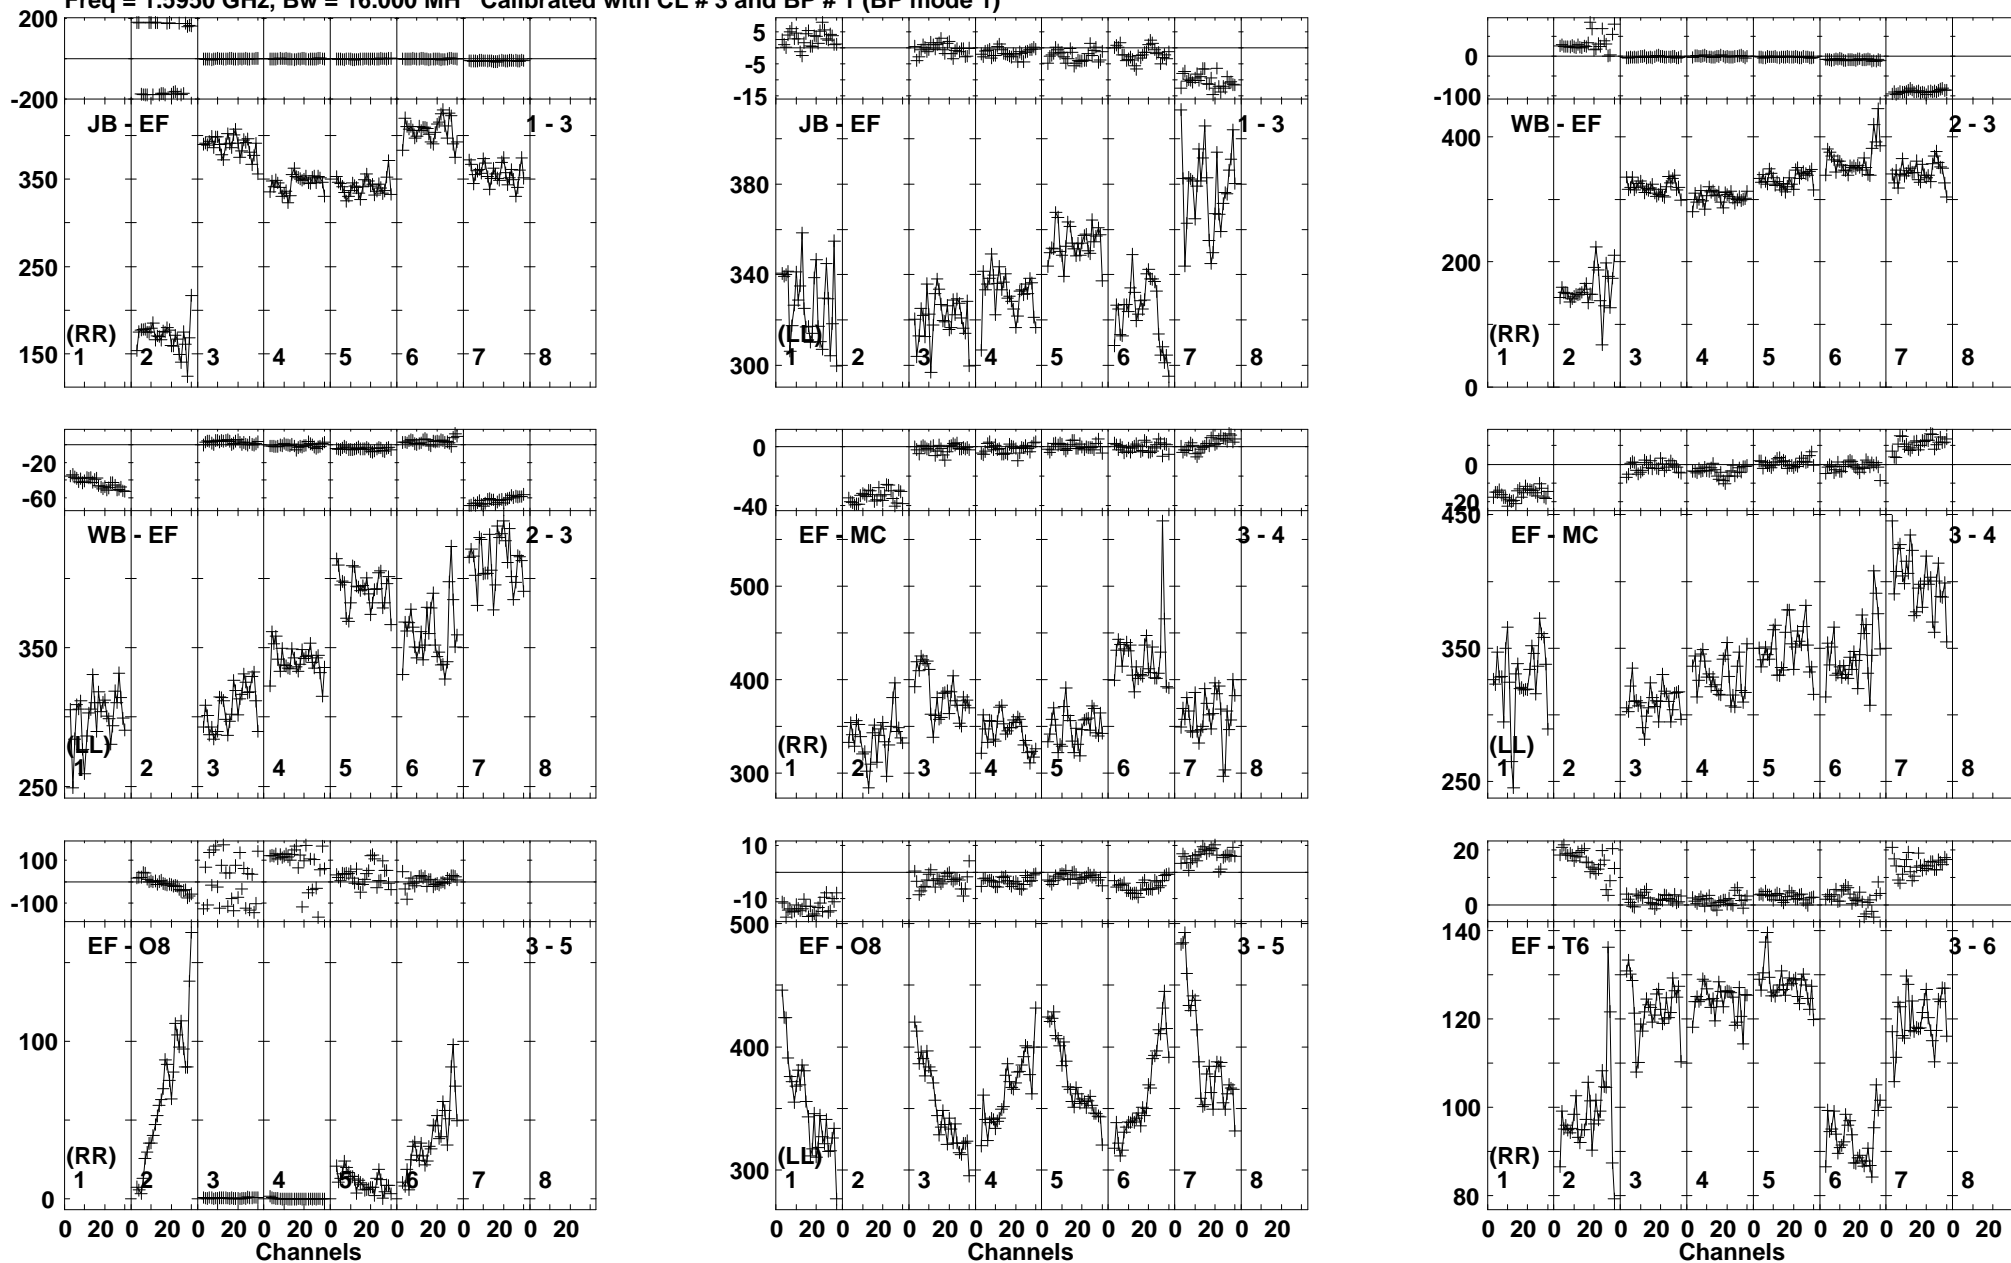 Freq = 1.5950 GHz, Bw = 16.000 MH Calibrated with CL # 3 and BP # 1 (BP mode 1)
200
-200
JB - EF
1 - 3
350
250
150
(RR)
1 2 3 4 5 6 7 8
5
-5
-15
JB - EF
1 - 3
380
340
300
(LL)
1 2 3 4 5 6 7 8
0
-100
WB - EF
2 - 3
400
200
0
(RR)
1 2 3 4 5 6 7 8
-20
-60
WB - EF
2 - 3
350
250
(LL)
1 2 3 4 5 6 7 8
0
-40
EF - MC
3 - 4
500
400
300
(RR)
1 2 3 4 5 6 7 8
0
-20
450
EF - MC
3 - 4
350
250
(LL)
1 2 3 4 5 6 7 8
100
-100
EF - O8
3 - 5
100
0
(RR)
1 2 3 4 5 6 7 8
0 20 0 20 0 20 0 20 0 20 0 20 0 20 0 20
Channels
10
-10
500
EF - O8
3 - 5
400
300
(LL)
1 2 3 4 5 6 7 8
0 20 0 20 0 20 0 20 0 20 0 20 0 20 0 20
Channels
20
0
140
EF - T6
3 - 6
120
100
80
(RR)
1 2 3 4 5 6 7 8
0 20 0 20 0 20 0 20 0 20 0 20 0 20 0 20
Channels